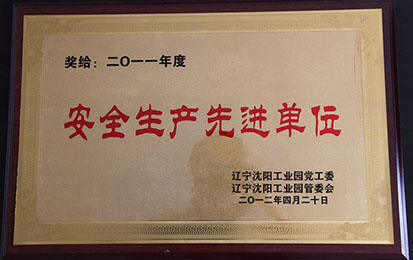 奖给：二〇一一年度
安全生产先进单位
辽宁沈阳工业园党工委
辽宁沈阳工业园管委会
二〇一二年四月二十日